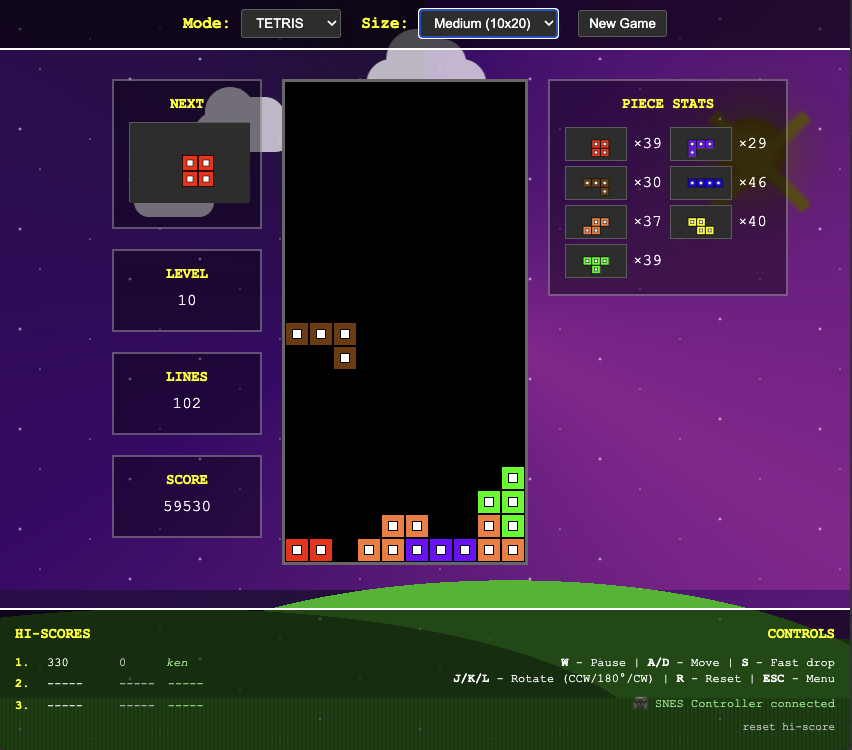 Mode: TETRIS Size: Medium (10x20) New Game
NEXT
LEVEL
10
LINES
102
SCORE
59530
PIECE STATS
×39 ×29
×30 ×46
×37 ×40
×39
HI-SCORES
1. 330 0 ken
2. ----- ----- -----
3. ----- ----- -----
CONTROLS
W - Pause | A/D - Move | S - Fast drop
J/K/L - Rotate (CCW/180°/CW) | R - Reset | ESC - Menu
🎮 SNES Controller connected
reset hi-score